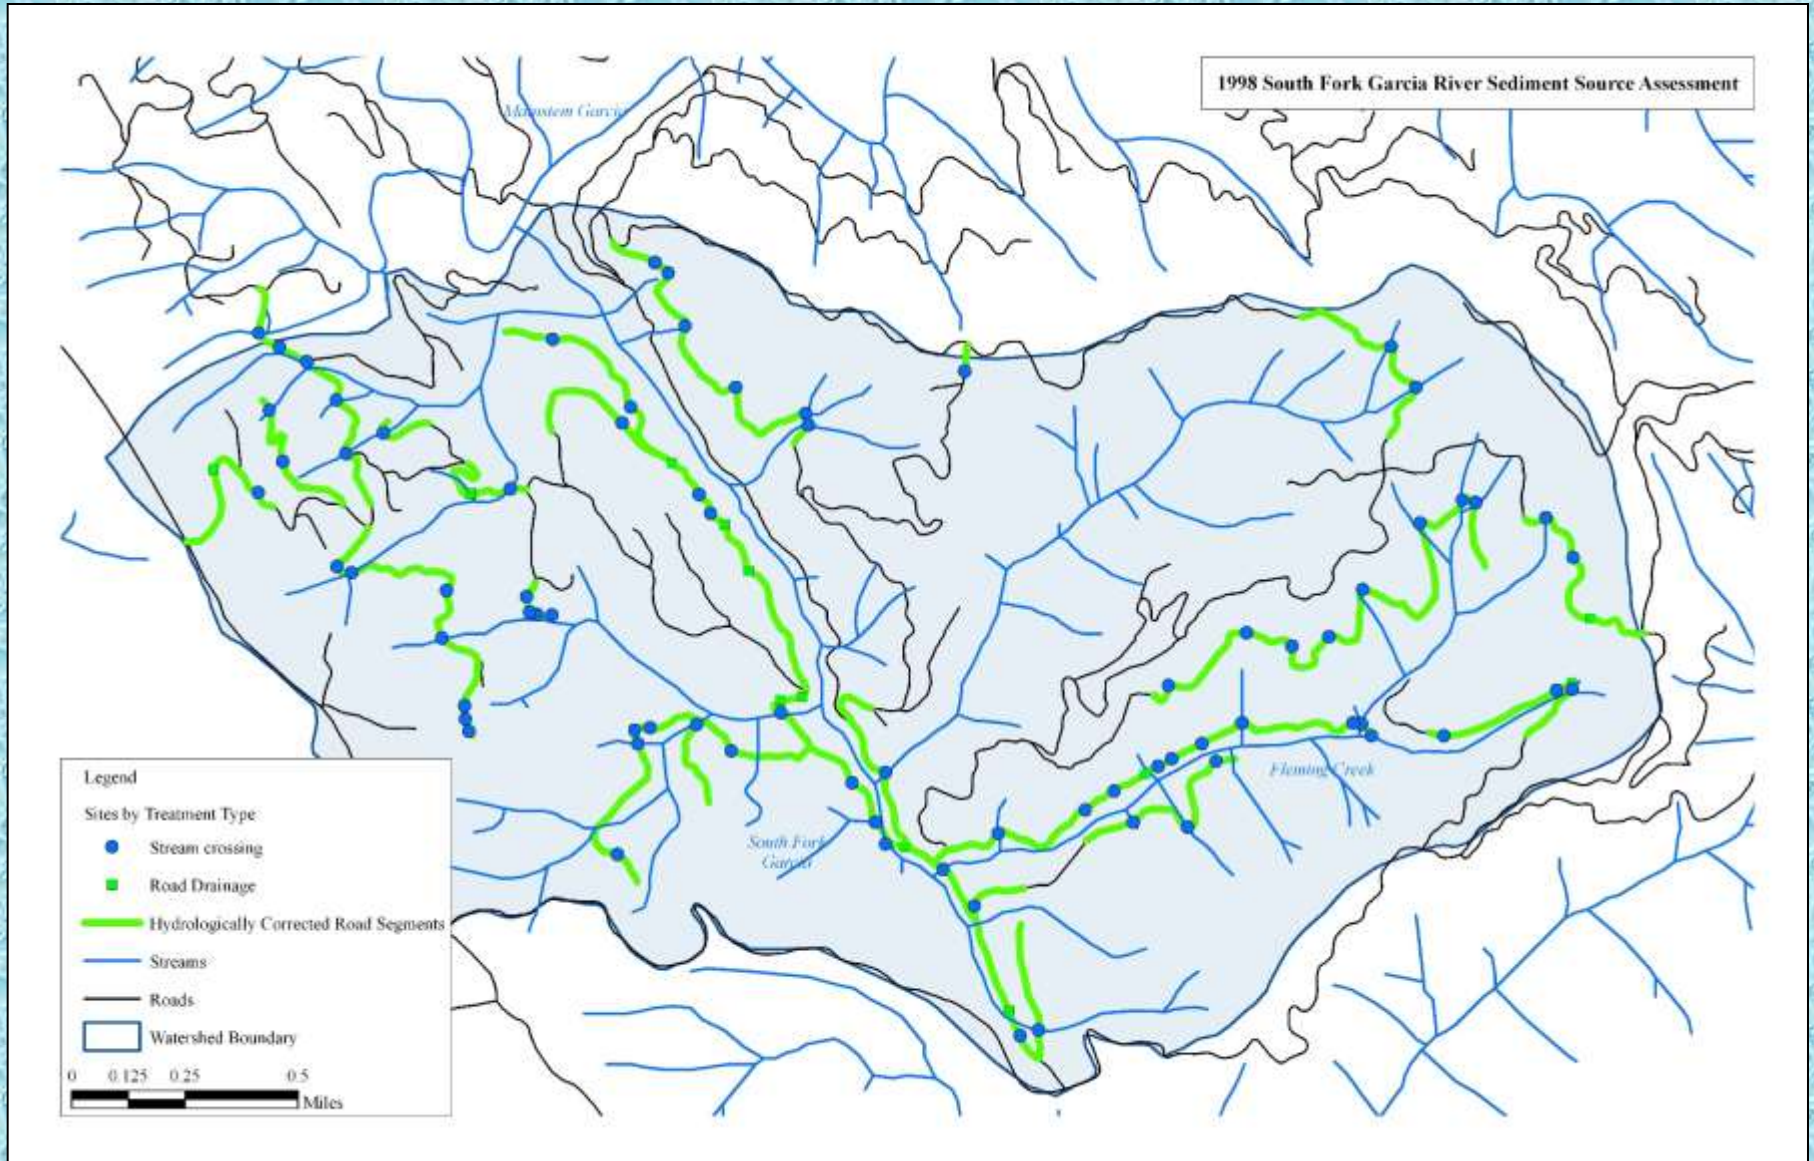 1998 South Fork Garcia River Sediment Source Assessment
Mainstem Garcia
Fleming Creek
South Fork
Garcia
Legend
Sites by Treatment Type
Stream crossing
Road Drainage
Hydrologically Corrected Road Segments
Streams
Roads
Watershed Boundary
0 0.125 0.25 0.5
Miles